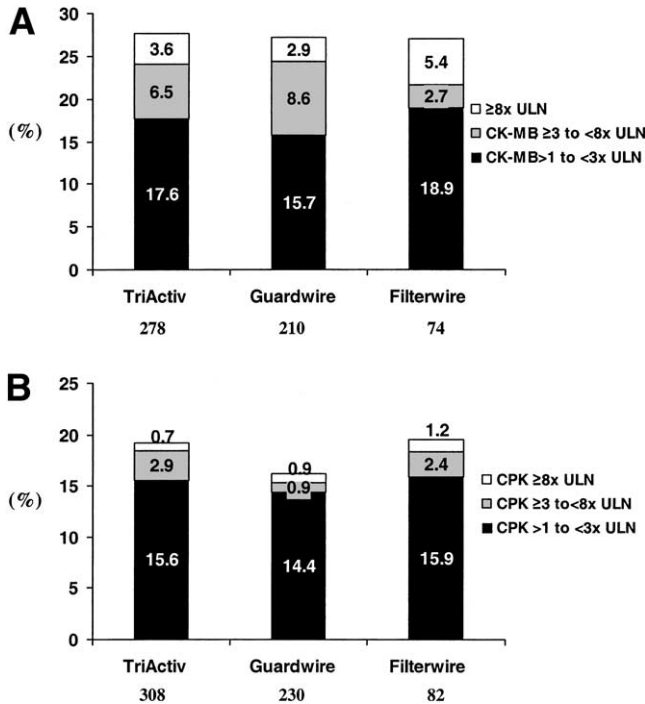 A
30
25
20
15
10
5
0
(%)
3.6
6.5
17.6
2.9
8.6
15.7
5.4
2.7
18.9
≥8x ULN
CK-MB ≥3 to <8x ULN
CK-MB>1 to <3x ULN
TriActiv Guardwire Filterwire
278 210 74
B
25
20
15
10
5
0
(%)
0.7
2.9
15.6
0.9
0.9
14.4
1.2
2.4
15.9
CPK ≥8x ULN
CPK ≥3 to<8x ULN
CPK >1 to <3x ULN
TriActiv Guardwire Filterwire
308 230 82